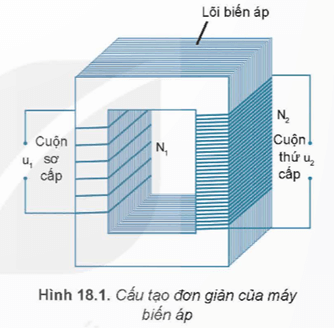 Lõi biến áp
N₂
Cuộn
sơ
cấp
u₁
N₁
Cuộn
thứ
cấp
u₂
Hình 18.1. Cấu tạo đơn giản của máy
biến áp